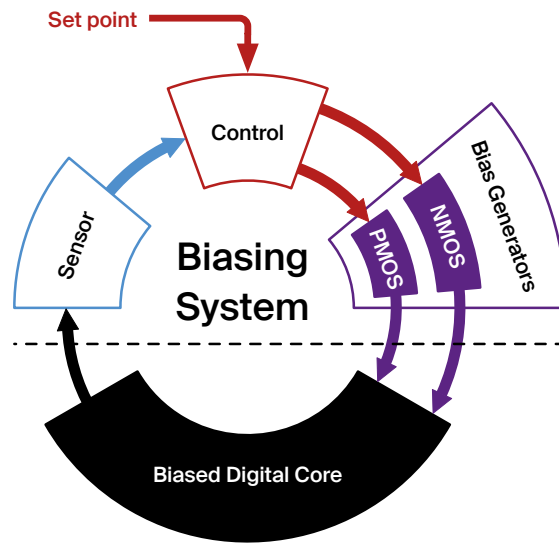 Set point
Control
Sensor
Bias Generators
NMOS
PMOS
Biasing
System
Biased Digital Core